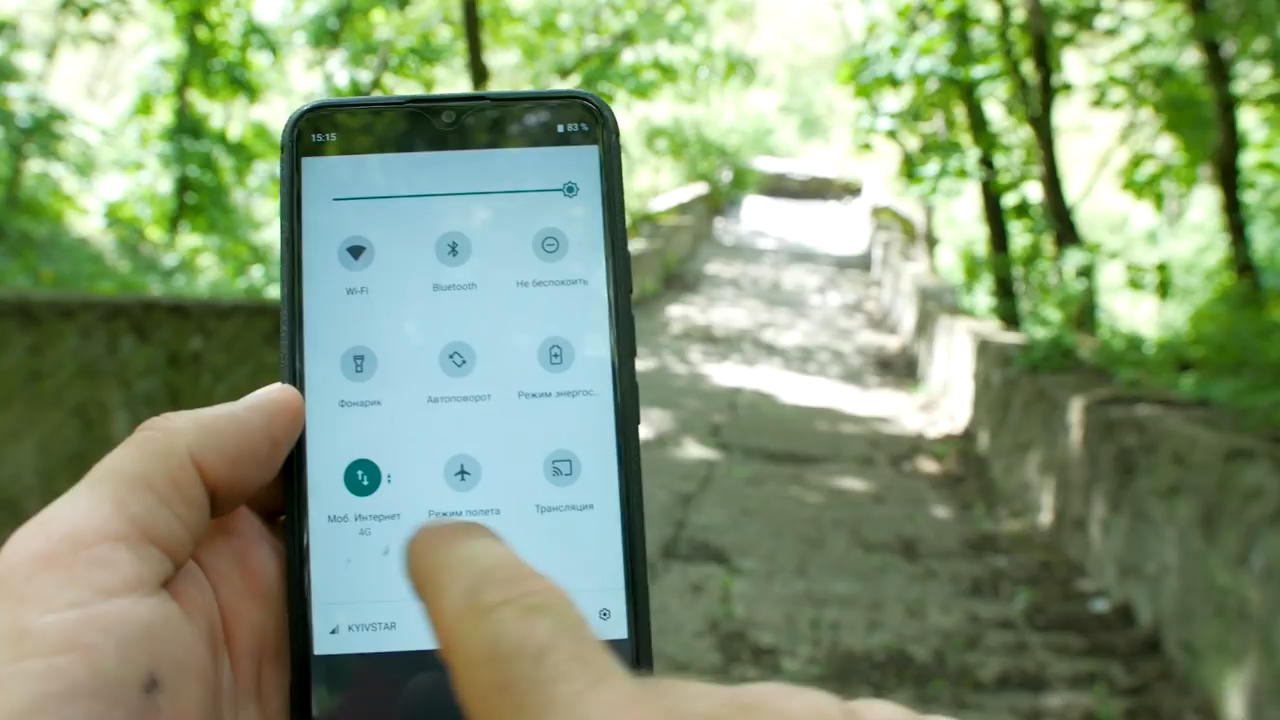 15:15 83 %
Wi-Fi Bluetooth Не беспокоить
Фонарик Автоповорот Режим энергос...
Моб. Интернет Режим полета Трансляция
4G
KYIVSTAR